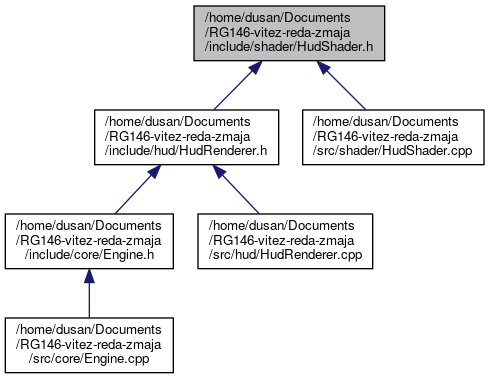 /home/dusan/Documents
/RG146-vitez-reda-zmaja
/include/shader/HudShader.h
/home/dusan/Documents
/RG146-vitez-reda-zmaja
/include/hud/HudRenderer.h
/home/dusan/Documents
/RG146-vitez-reda-zmaja
/src/shader/HudShader.cpp
/home/dusan/Documents
/RG146-vitez-reda-zmaja
/include/core/Engine.h
/home/dusan/Documents
/RG146-vitez-reda-zmaja
/src/hud/HudRenderer.cpp
/home/dusan/Documents
/RG146-vitez-reda-zmaja
/src/core/Engine.cpp